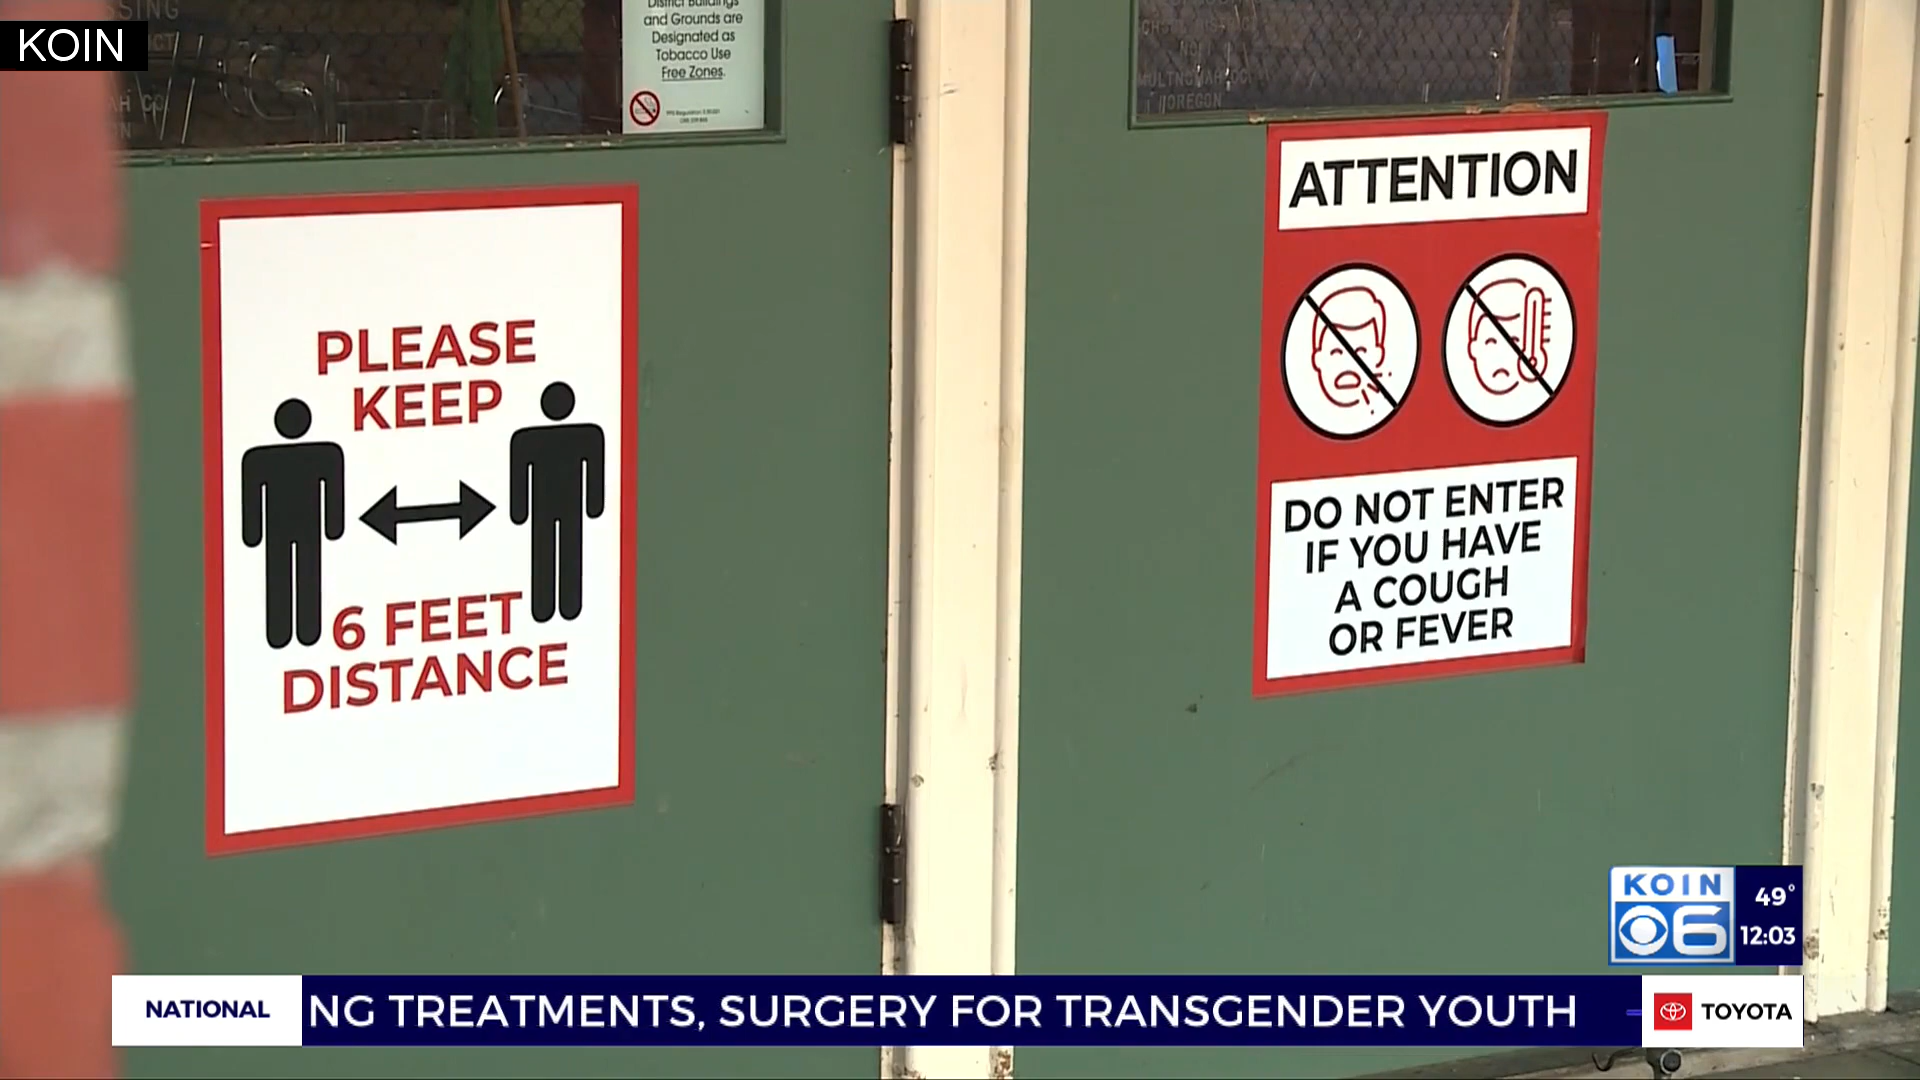 KOIN
District Buildings
and Grounds are
Designated as
Tobacco Use
Free Zones.
MULTNOMAH CO.
OREGON
PLEASE
KEEP
6 FEET
DISTANCE
ATTENTION
DO NOT ENTER
IF YOU HAVE
A COUGH
OR FEVER
KOIN
6
49°
12:03
NATIONAL
NG TREATMENTS, SURGERY FOR TRANSGENDER YOUTH
TOYOTA